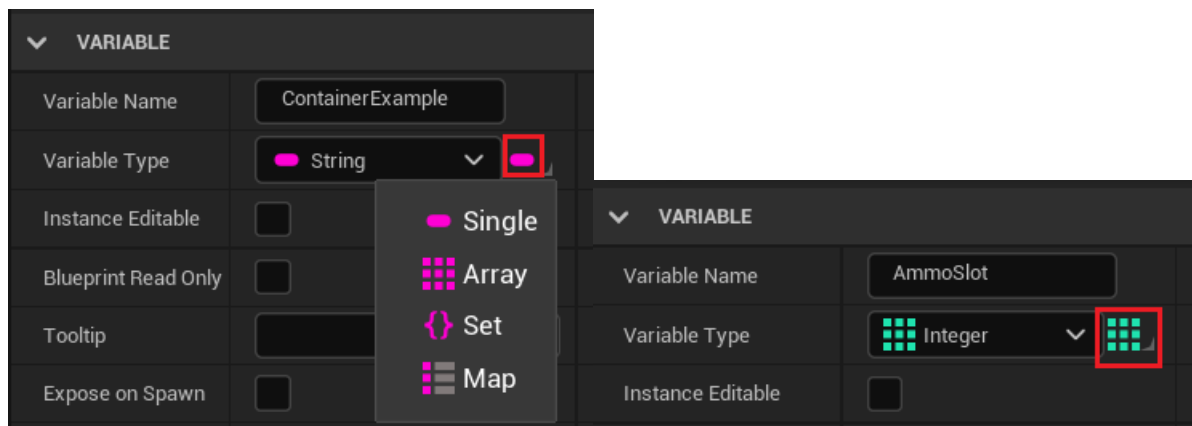 VARIABLE
Variable Name ContainerExample
Variable Type String
Instance Editable Single
Blueprint Read Only Array
Tooltip Set
Expose on Spawn Map
VARIABLE
Variable Name AmmoSlot
Variable Type Integer
Instance Editable